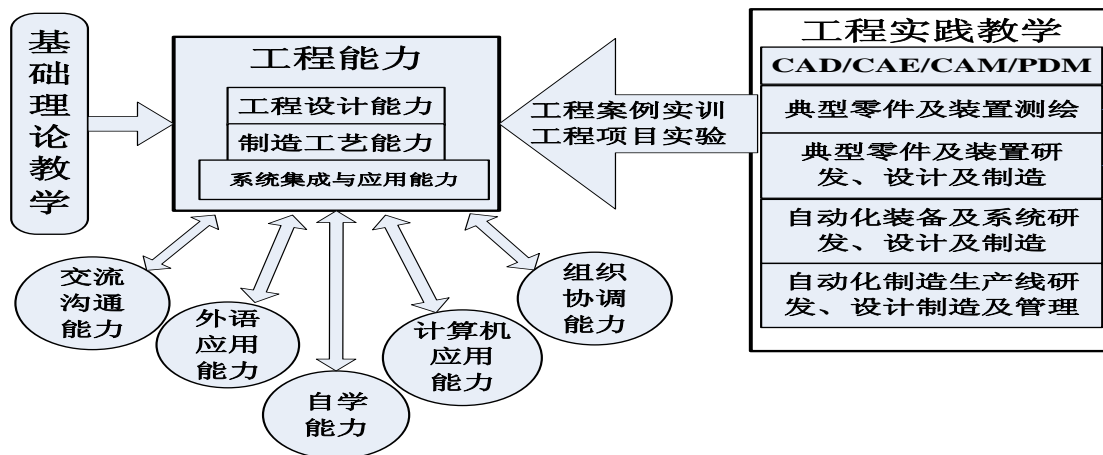 基础理论教学
工程能力
工程设计能力
制造工艺能力
系统集成与应用能力
工程案例实训
工程项目实验
工程实践教学
CAD/CAE/CAM/PDM
典型零件及装置测绘
典型零件及装置研
发、设计及制造
自动化装备及系统研
发、设计及制造
自动化制造生产线研
发、设计制造及管理
交流
沟通
能力
外语
应用
能力
自学
能力
计算机
应用
能力
组织
协调
能力